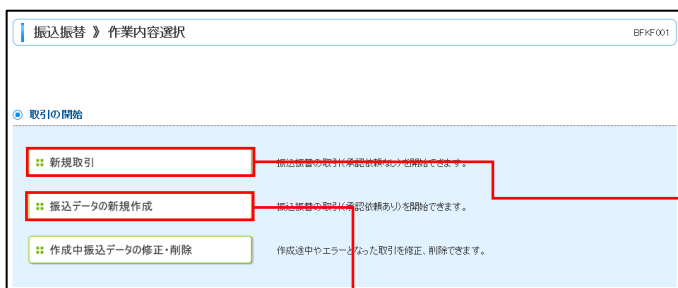 振込振替 》 作業内容選択
BFKF001
取引の開始
新規取引
振込振替の取引(承認依頼なし)を開始できます。
振込データの新規作成
振込振替の取引(承認依頼あり)を開始できます。
作成中振込データの修正・削除
作成途中やエラーとなった取引を修正、削除できます。